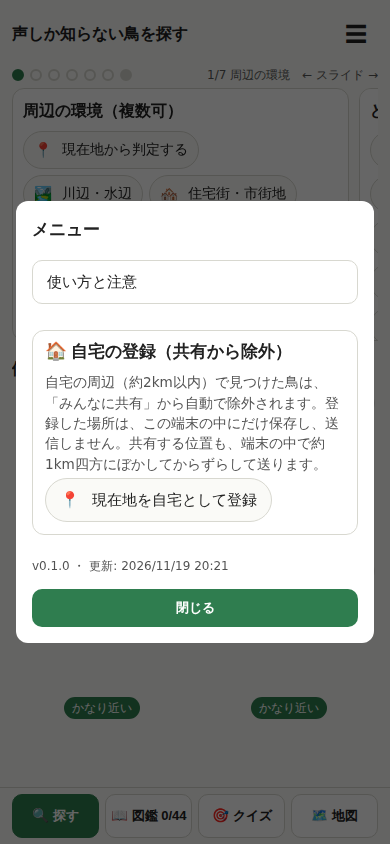 声しか知らない鳥を探す
1/7 周辺の環境 ← スライド →
周辺の環境（複数可）
📍 現在地から判定する
🏞️ 川辺・水辺 🏘️ 住宅街・市街地
メニュー
使い方と注意
🏠 自宅の登録（共有から除外）
自宅の周辺（約2km以内）で見つけた鳥は、
「みんなに共有」から自動で除外されます。登
録した場所は、この端末の中にだけ保存し、送
信しません。共有する位置も、端末の中で約
1km四方にぼかしてからずらして送ります。
📍 現在地を自宅として登録
v0.1.0 ・ 更新: 2026/11/19 20:21
閉じる
かなり近い かなり近い
🔍 探す 📖 図鑑 0/44 🎯 クイズ 🗺️ 地図